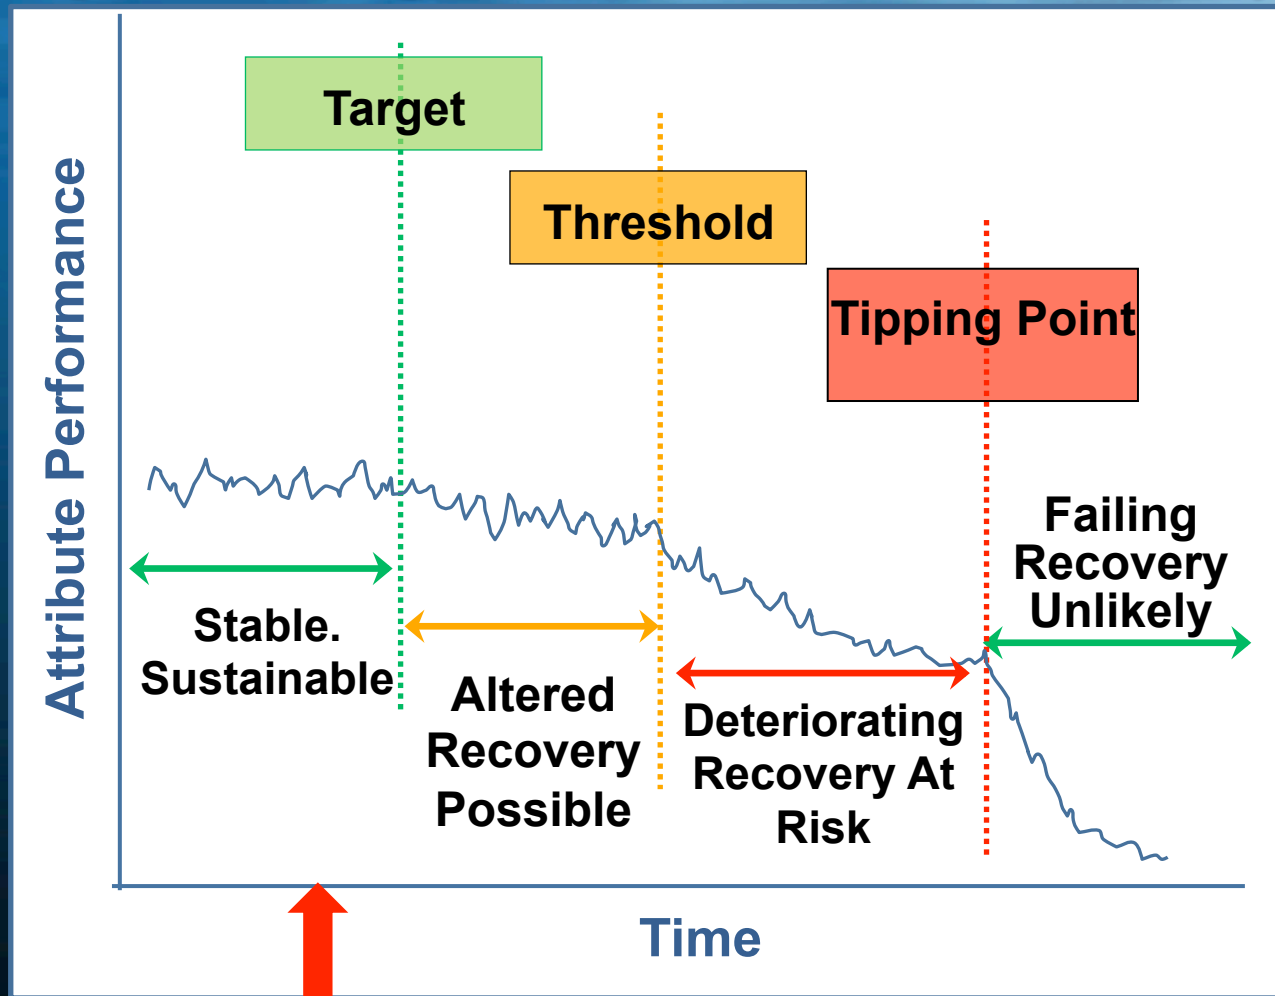 Target
Threshold
Tipping Point
Attribute Performance
Stable.
Sustainable
Altered
Recovery
Possible
Deteriorating
Recovery At
Risk
Failing
Recovery
Unlikely
Time